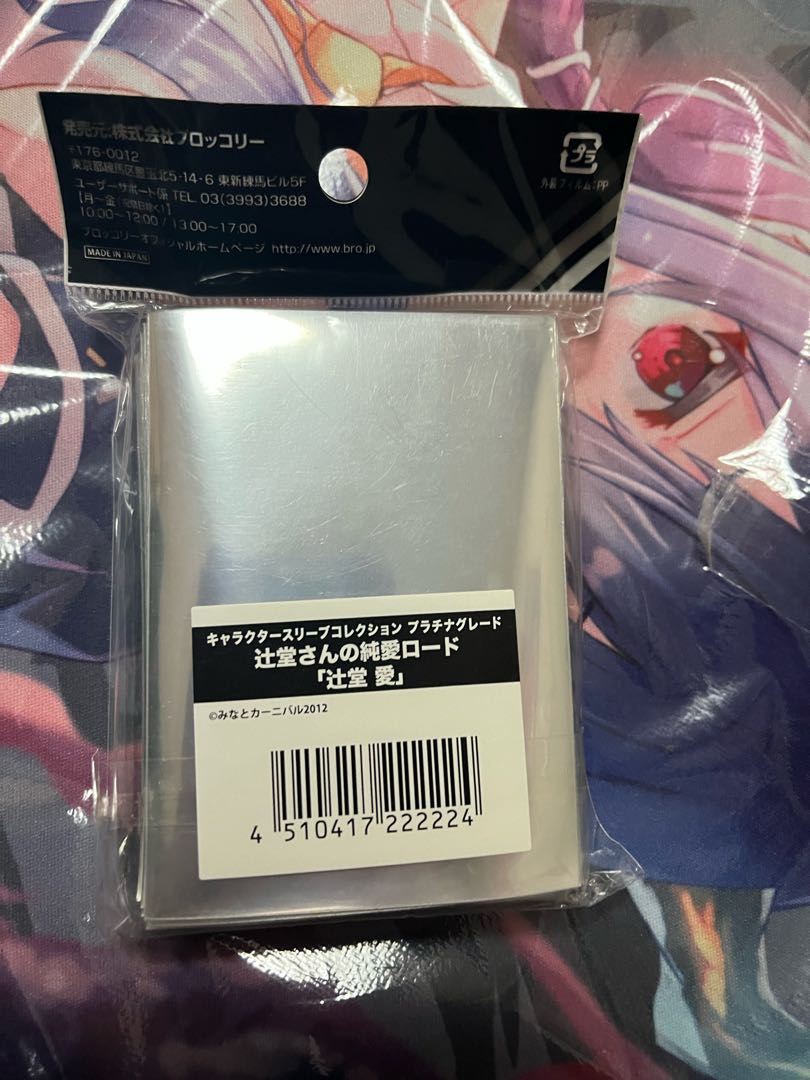 発売元:株式会社ブロッコリー
〒176-0012
東京都練馬区豊玉北5-14-6 東新練馬ビル5F
ユーザーサポート係 TEL 03(3993)3688
【月~金(祝祭日除く)】
10:00~12:00 / 13:00~17:00
ブロッコリーオフィシャルホームページ http://www.bro.jp
MADE IN JAPAN
プラ
外装フィルム:PP
キャラクタースリーブコレクション プラチナグレード
辻堂さんの純愛ロード
「辻堂 愛」
©みなとカーニバル2012
4 510417 222224